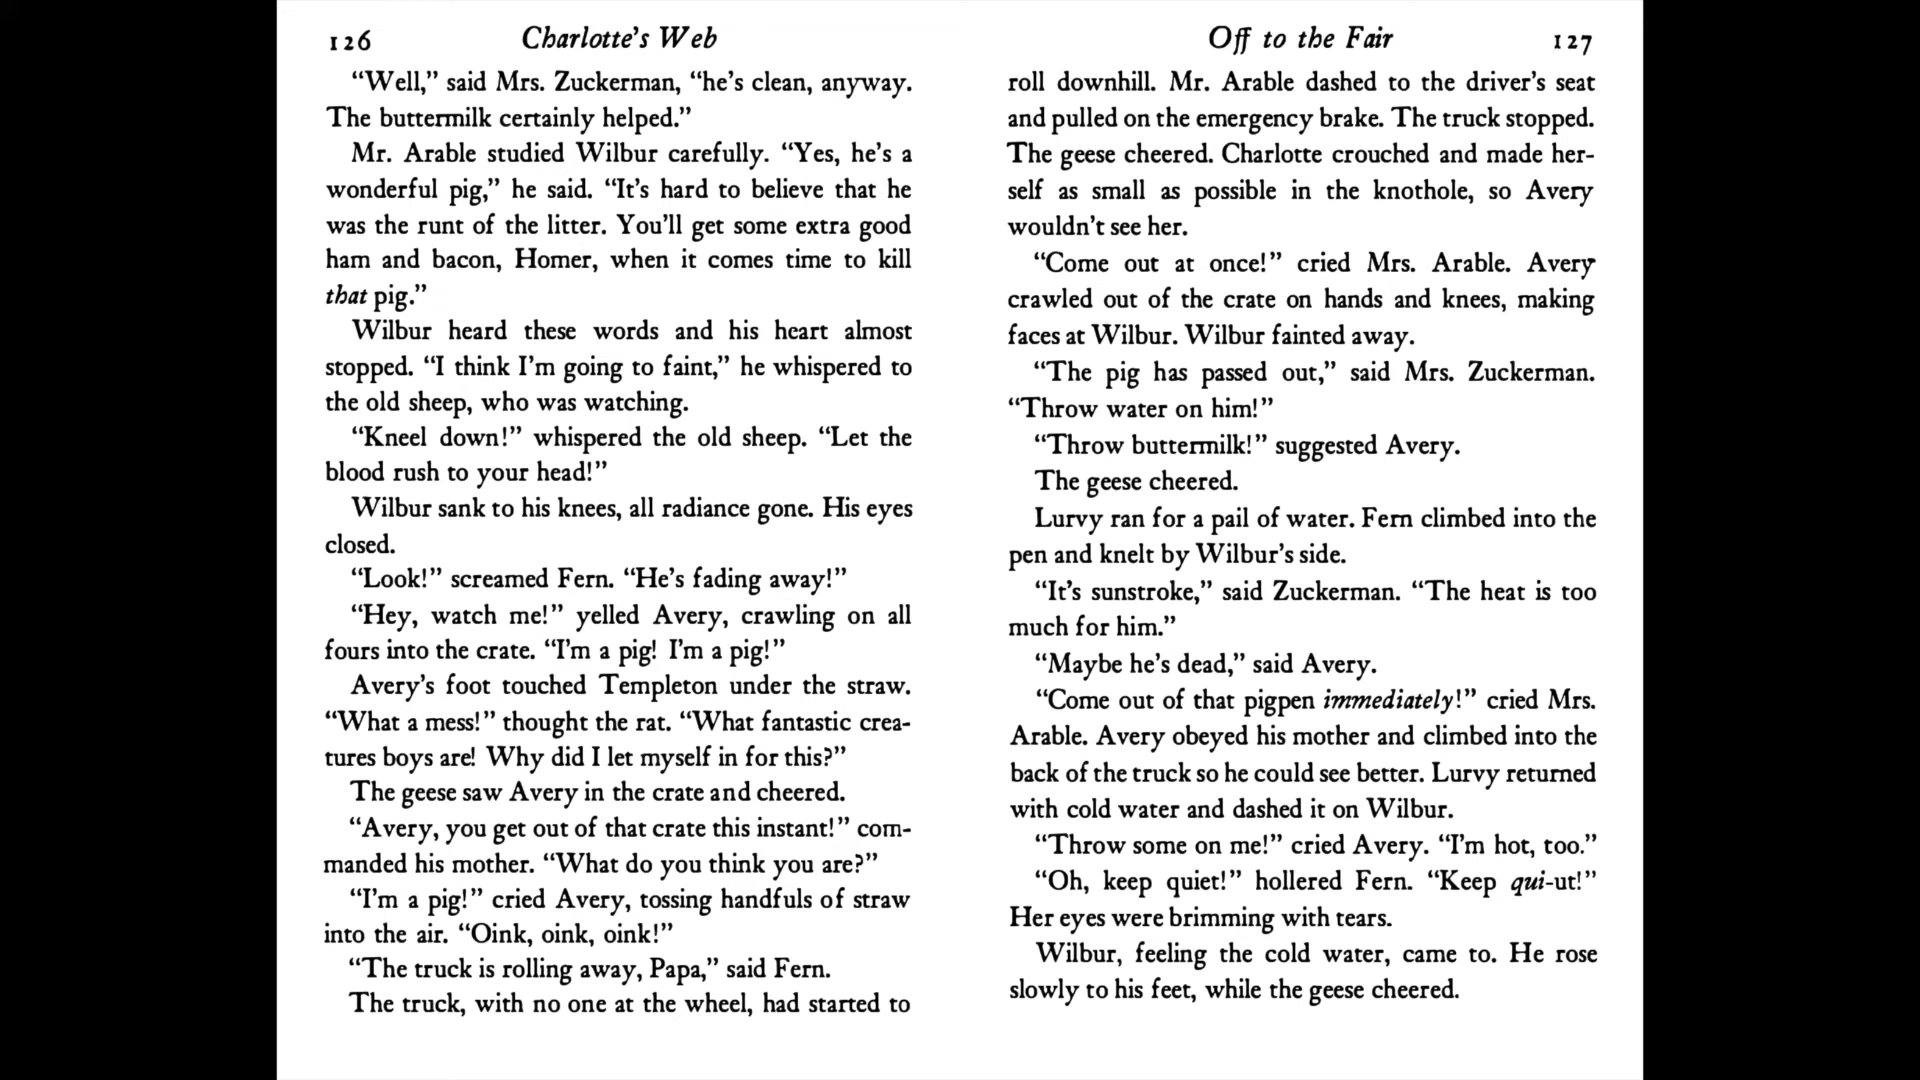 126 Charlotte's Web
“Well,” said Mrs. Zuckerman, “he's clean, anyway.
The buttermilk certainly helped.”
Mr. Arable studied Wilbur carefully. “Yes, he's a
wonderful pig,” he said. “It's hard to believe that he
was the runt of the litter. You'll get some extra good
ham and bacon, Homer, when it comes time to kill
that pig.”
Wilbur heard these words and his heart almost
stopped. “I think I'm going to faint,” he whispered to
the old sheep, who was watching.
“Kneel down!” whispered the old sheep. “Let the
blood rush to your head!”
Wilbur sank to his knees, all radiance gone. His eyes
closed.
“Look!” screamed Fern. “He's fading away!”
“Hey, watch me!” yelled Avery, crawling on all
fours into the crate. “I'm a pig! I'm a pig!”
Avery's foot touched Templeton under the straw.
“What a mess!” thought the rat. “What fantastic crea-
tures boys are! Why did I let myself in for this?”
The geese saw Avery in the crate and cheered.
“Avery, you get out of that crate this instant!” com-
manded his mother. “What do you think you are?”
“I'm a pig!” cried Avery, tossing handfuls of straw
into the air. “Oink, oink, oink!”
“The truck is rolling away, Papa,” said Fern.
The truck, with no one at the wheel, had started to
Off to the Fair 127
roll downhill. Mr. Arable dashed to the driver's seat
and pulled on the emergency brake. The truck stopped.
The geese cheered. Charlotte crouched and made her-
self as small as possible in the knothole, so Avery
wouldn't see her.
“Come out at once!” cried Mrs. Arable. Avery
crawled out of the crate on hands and knees, making
faces at Wilbur. Wilbur fainted away.
“The pig has passed out,” said Mrs. Zuckerman.
“Throw water on him!”
“Throw buttermilk!” suggested Avery.
The geese cheered.
Lurvy ran for a pail of water. Fern climbed into the
pen and knelt by Wilbur's side.
“It's sunstroke,” said Zuckerman. “The heat is too
much for him.”
“Maybe he's dead,” said Avery.
“Come out of that pigpen immediately!” cried Mrs.
Arable. Avery obeyed his mother and climbed into the
back of the truck so he could see better. Lurvy returned
with cold water and dashed it on Wilbur.
“Throw some on me!” cried Avery. “I'm hot, too.”
“Oh, keep quiet!” hollered Fern. “Keep qui-ut!”
Her eyes were brimming with tears.
Wilbur, feeling the cold water, came to. He rose
slowly to his feet, while the geese cheered.